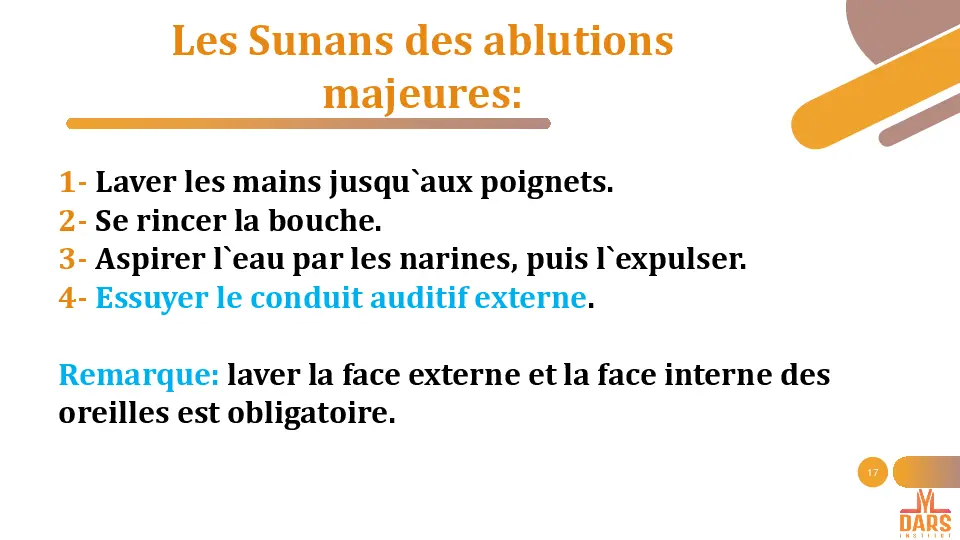 Les Sunans des ablutions
majeures:
1- Laver les mains jusqu`aux poignets.
2- Se rincer la bouche.
3- Aspirer l`eau par les narines, puis l`expulser.
4- Essuyer le conduit auditif externe.
Remarque: laver la face externe et la face interne des
oreilles est obligatoire.
17
DARS
INSTITUT